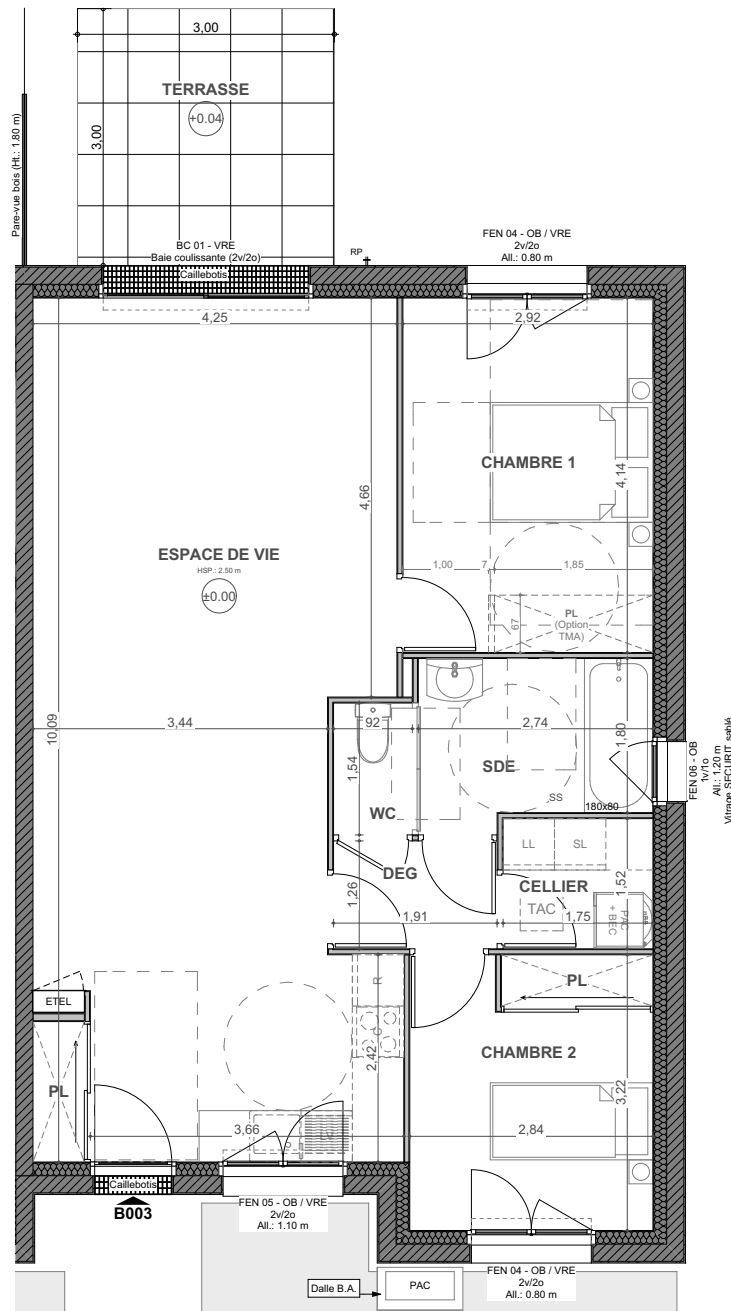 3,00
TERRASSE
+0.04
3,00
Pare-vue bois (Ht.: 1.80 m)
BC 01 - VRE
Baie coulissante (2v/2o)
Caillebotis
RP
FEN 04 - OB / VRE
2v/2o
All.: 0.80 m
4,25
2,92
CHAMBRE 1
4,14
4,66
ESPACE DE VIE
HSP.: 2.50 m
±0.00
1,00
7
1,85
67
PL
(Option
TMA)
10,09
3,44
92
2,74
1,80
1,54
SDE
WC
SS
180x80
FEN 06 - OB
1v/1o
All.: 1.20 m
Vitrage SECURIT sablé
LL
SL
DEG
1,26
CELLIER
TAC
1,52
1,91
1,75
PAC
+ BEC
ETEL
PL
R
C
2,42
PL
CHAMBRE 2
3,22
3,66
LV
2,84
Caillebotis
B003
FEN 05 - OB / VRE
2v/2o
All.: 1.10 m
Dalle B.A.
PAC
FEN 04 - OB / VRE
2v/2o
All.: 0.80 m